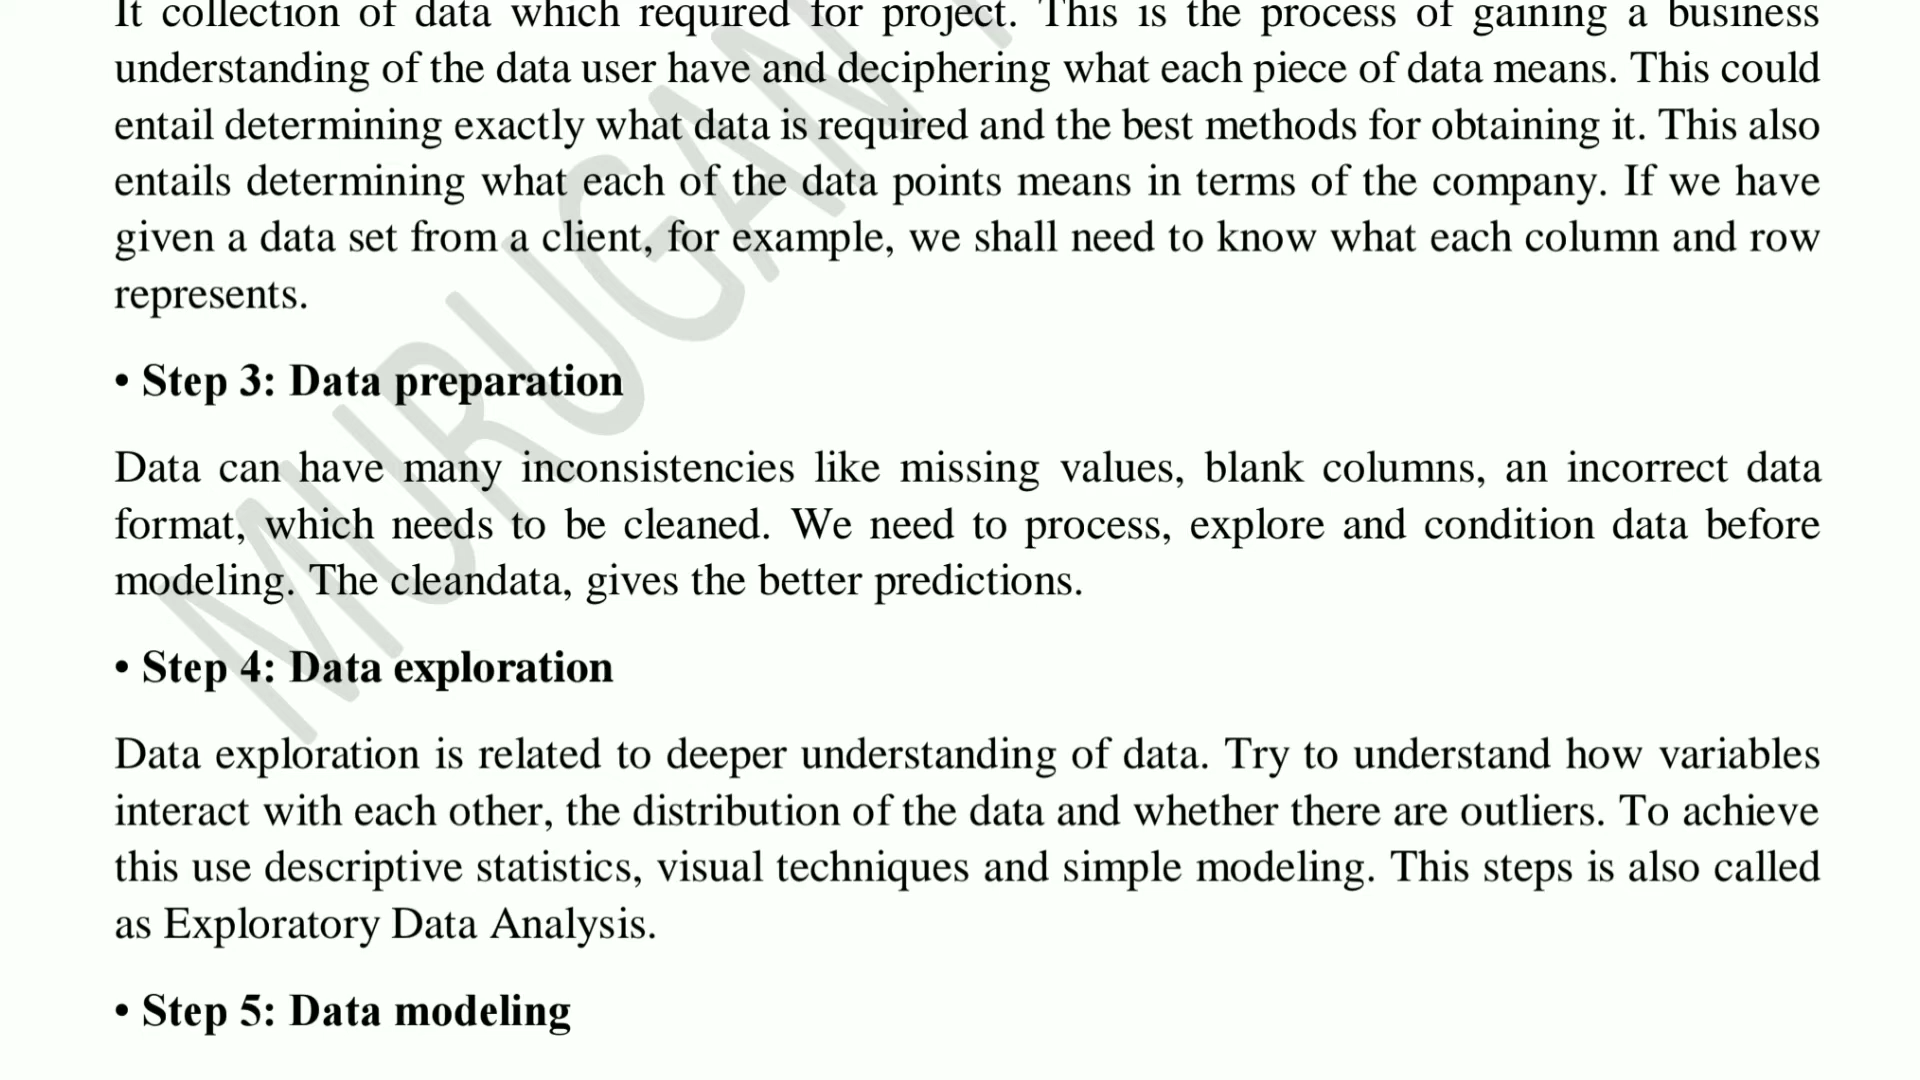 It collection of data which required for project. This is the process of gaining a business
understanding of the data user have and deciphering what each piece of data means. This could
entail determining exactly what data is required and the best methods for obtaining it. This also
entails determining what each of the data points means in terms of the company. If we have
given a data set from a client, for example, we shall need to know what each column and row
represents.
• Step 3: Data preparation
Data can have many inconsistencies like missing values, blank columns, an incorrect data
format, which needs to be cleaned. We need to process, explore and condition data before
modeling. The cleandata, gives the better predictions.
• Step 4: Data exploration
Data exploration is related to deeper understanding of data. Try to understand how variables
interact with each other, the distribution of the data and whether there are outliers. To achieve
this use descriptive statistics, visual techniques and simple modeling. This steps is also called
as Exploratory Data Analysis.
• Step 5: Data modeling
MURUGAN